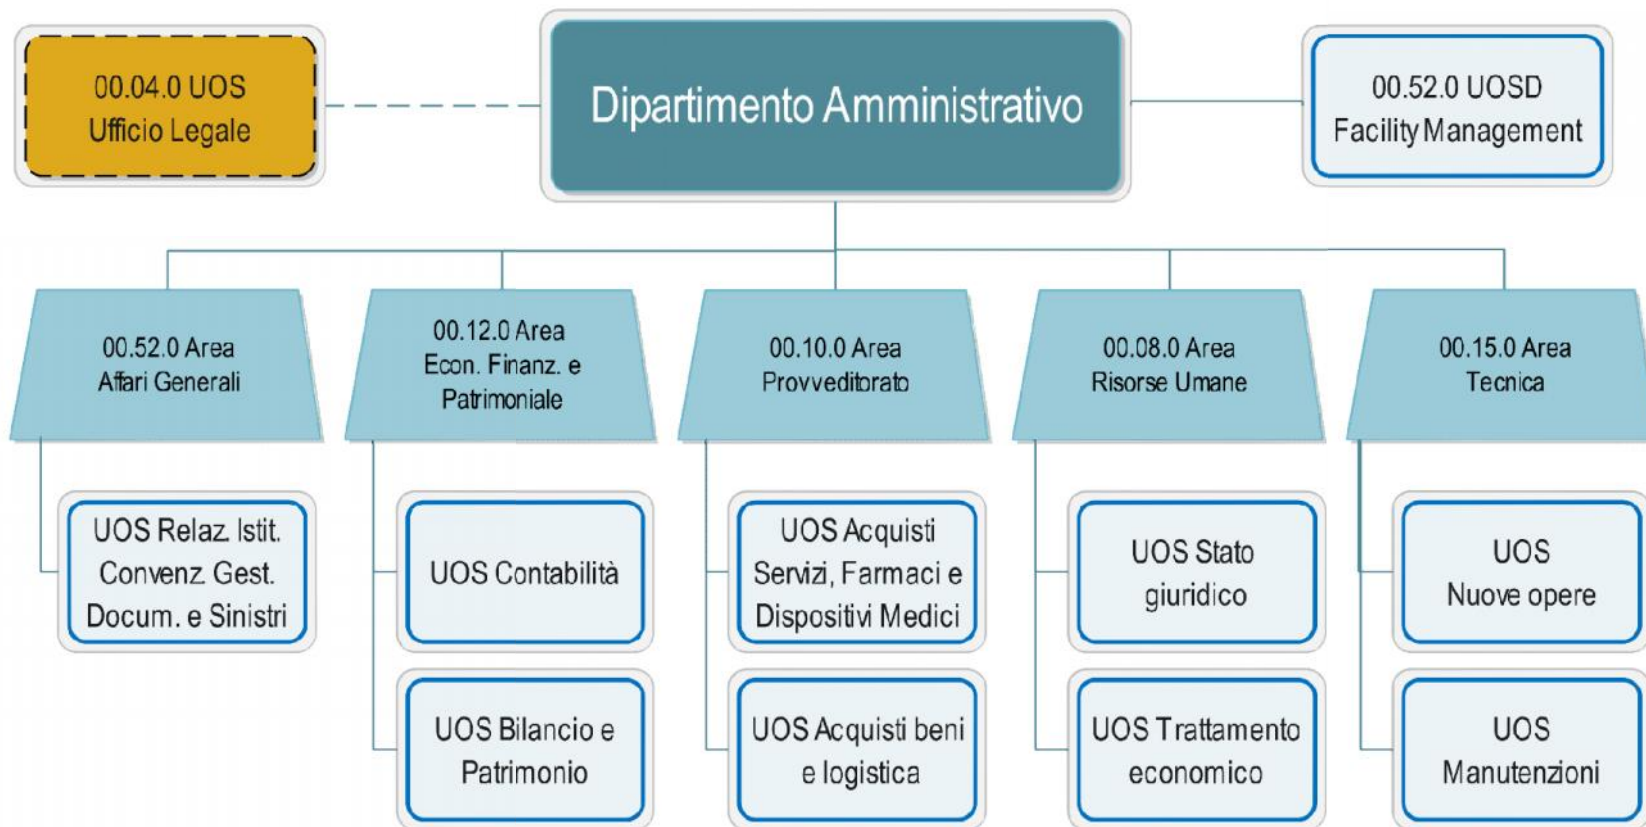 00.04.0 UOS
Ufficio Legale
Dipartimento Amministrativo
00.52.0 UOSD
Facility Management
00.52.0 Area
Affari Generali
00.12.0 Area
Econ. Finanz. e
Patrimoniale
00.10.0 Area
Provveditorato
00.08.0 Area
Risorse Umane
00.15.0 Area
Tecnica
UOS Relaz. Istit.
Convenz. Gest.
Docum. e Sinistri
UOS Contabilità
UOS Acquisti
Servizi, Farmaci e
Dispositivi Medici
UOS Stato
giuridico
UOS
Nuove opere
UOS Bilancio e
Patrimonio
UOS Acquisti beni
e logistica
UOS Trattamento
economico
UOS
Manutenzioni